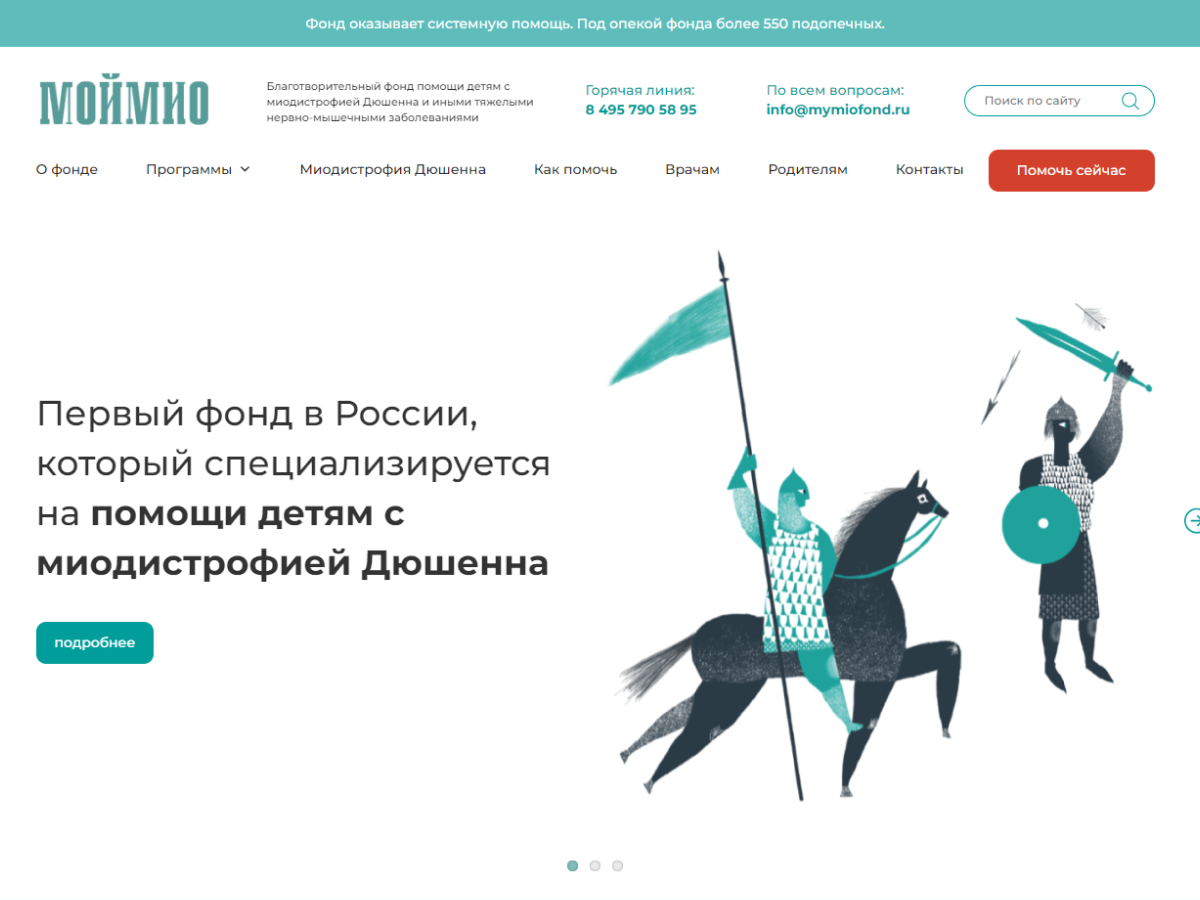 Фонд оказывает системную помощь. Под опекой фонда более 550 подопечных.
МОЙМИО
Благотворительный фонд помощи детям с
миодистрофией Дюшенна и иными тяжелыми
нервно-мышечными заболеваниями
Горячая линия:
8 495 790 58 95
По всем вопросам:
info@mymiofond.ru
Поиск по сайту
О фонде
Программы
Миодистрофия Дюшенна
Как помочь
Врачам
Родителям
Контакты
Помочь сейчас
Первый фонд в России,
который специализируется
на помощи детям с
миодистрофией Дюшенна
подробнее